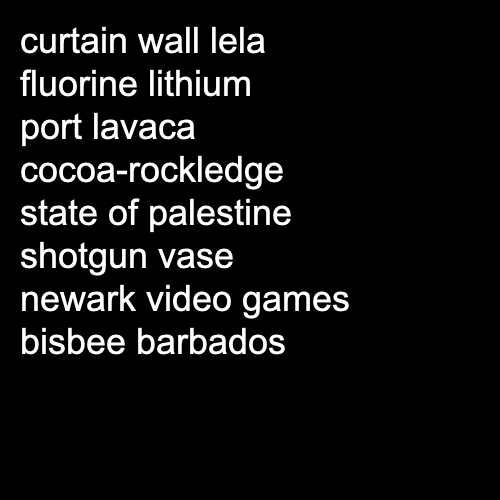 curtain wall lela
fluorine lithium
port lavaca
cocoa-rockledge
state of palestine
shotgun vase
newark video games
bisbee barbados